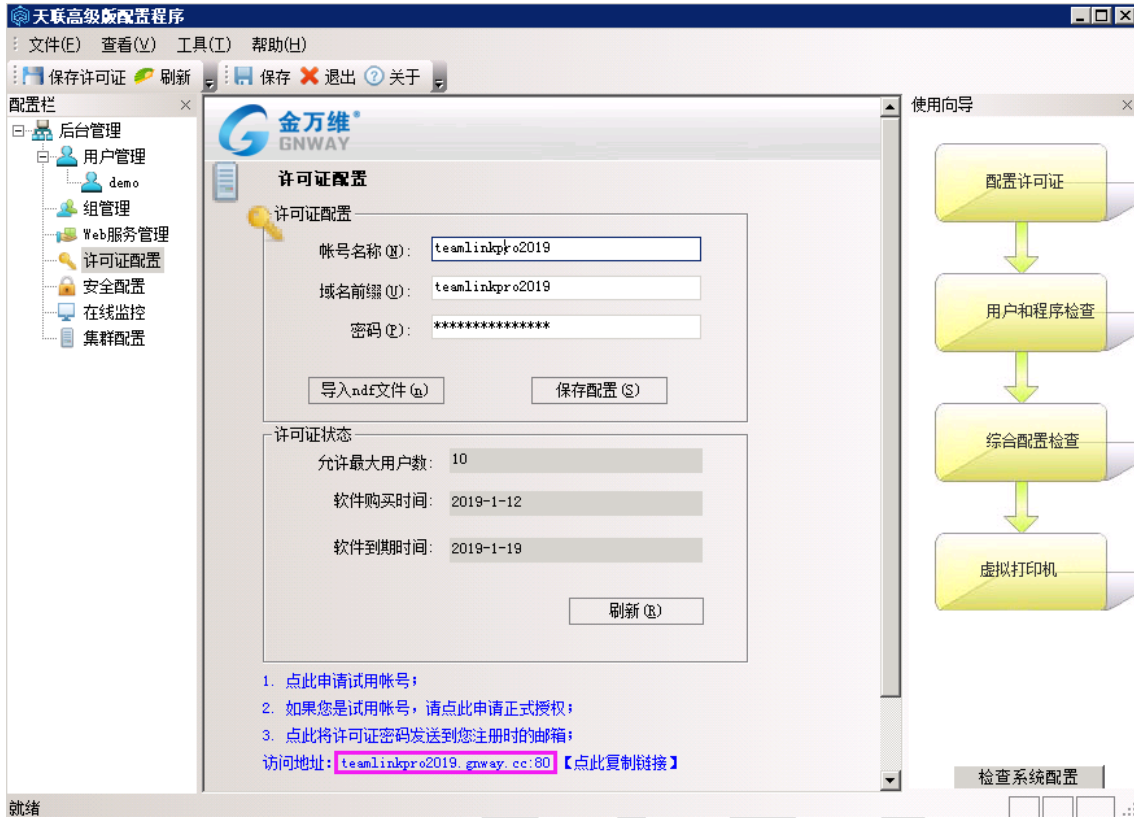 天联高级版配置程序
文件(F) 查看(V) 工具(T) 帮助(H)
保存许可证 刷新 保存 退出 关于
配置栏
后台管理
用户管理
demo
组管理
Web服务管理
许可证配置
安全配置
在线监控
集群配置
金万维®
GNWAY
许可证配置
许可证配置
帐号名称(N): teamlinkpro2019
域名前缀(U): teamlinkpro2019
密码(P): ***************
导入ndf文件(n) 保存配置(S)
许可证状态
允许最大用户数: 10
软件购买时间: 2019-1-12
软件到期时间: 2019-1-19
刷新(R)
1. 点此申请试用帐号;
2. 如果您是试用帐号,请点此申请正式授权;
3. 点此将许可证密码发送到您注册时的邮箱;
访问地址: teamlinkpro2019.gnway.cc:80 【点此复制链接】
使用向导
配置许可证
用户和程序检查
综合配置检查
虚拟打印机
检查系统配置
就绪